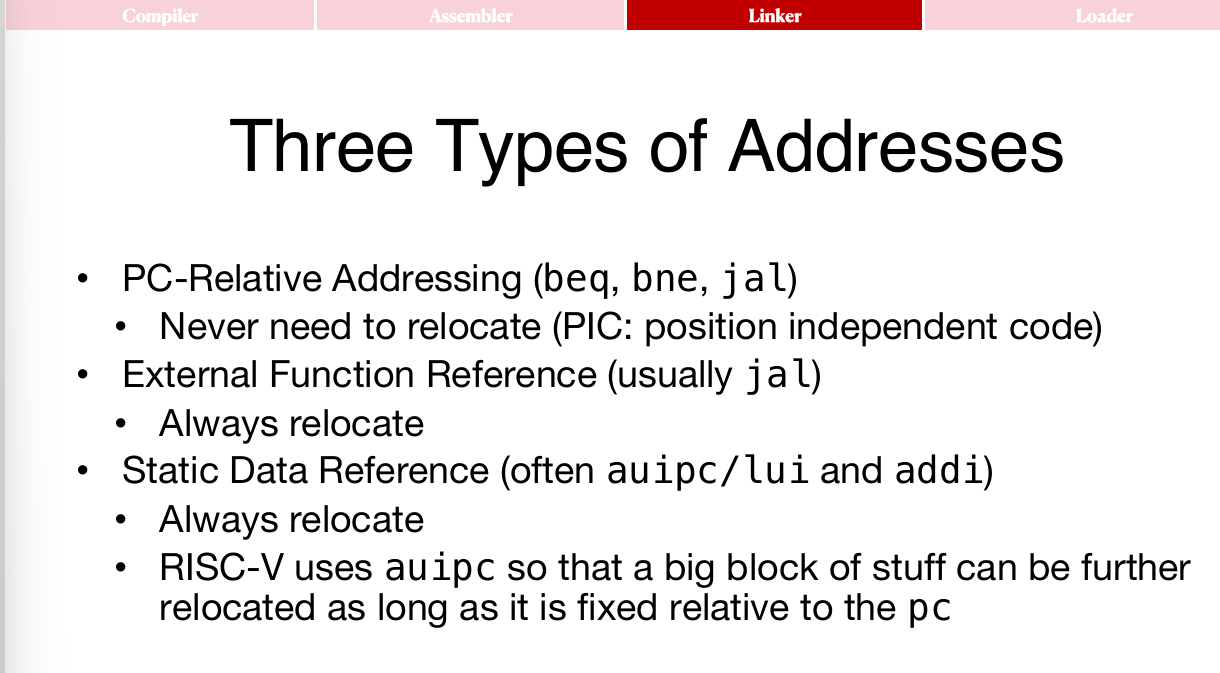 Compiler
Assembler
Linker
Loader
Three Types of Addresses
• PC-Relative Addressing (beq, bne, jal)
• Never need to relocate (PIC: position independent code)
• External Function Reference (usually jal)
• Always relocate
• Static Data Reference (often auipc/lui and addi)
• Always relocate
• RISC-V uses auipc so that a big block of stuff can be further
relocated as long as it is fixed relative to the pc